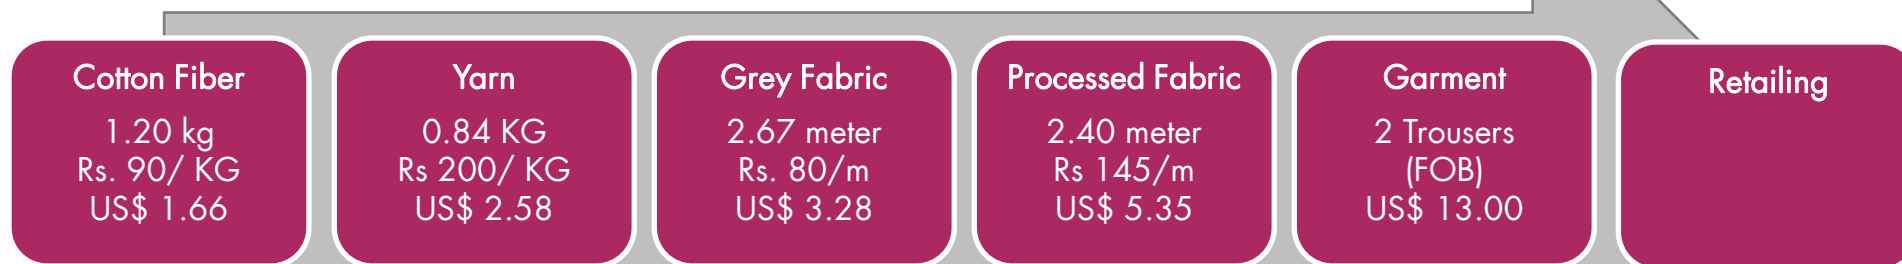 Cotton Fiber
1.20 kg
Rs. 90/ KG
US$ 1.66
Yarn
0.84 KG
Rs 200/ KG
US$ 2.58
Grey Fabric
2.67 meter
Rs. 80/m
US$ 3.28
Processed Fabric
2.40 meter
Rs 145/m
US$ 5.35
Garment
2 Trousers
(FOB)
US$ 13.00
Retailing